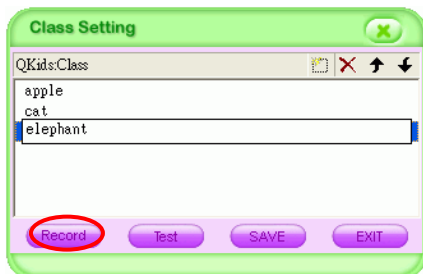 Class Setting
QKids:Class
apple
cat
elephant
Record Test SAVE EXIT